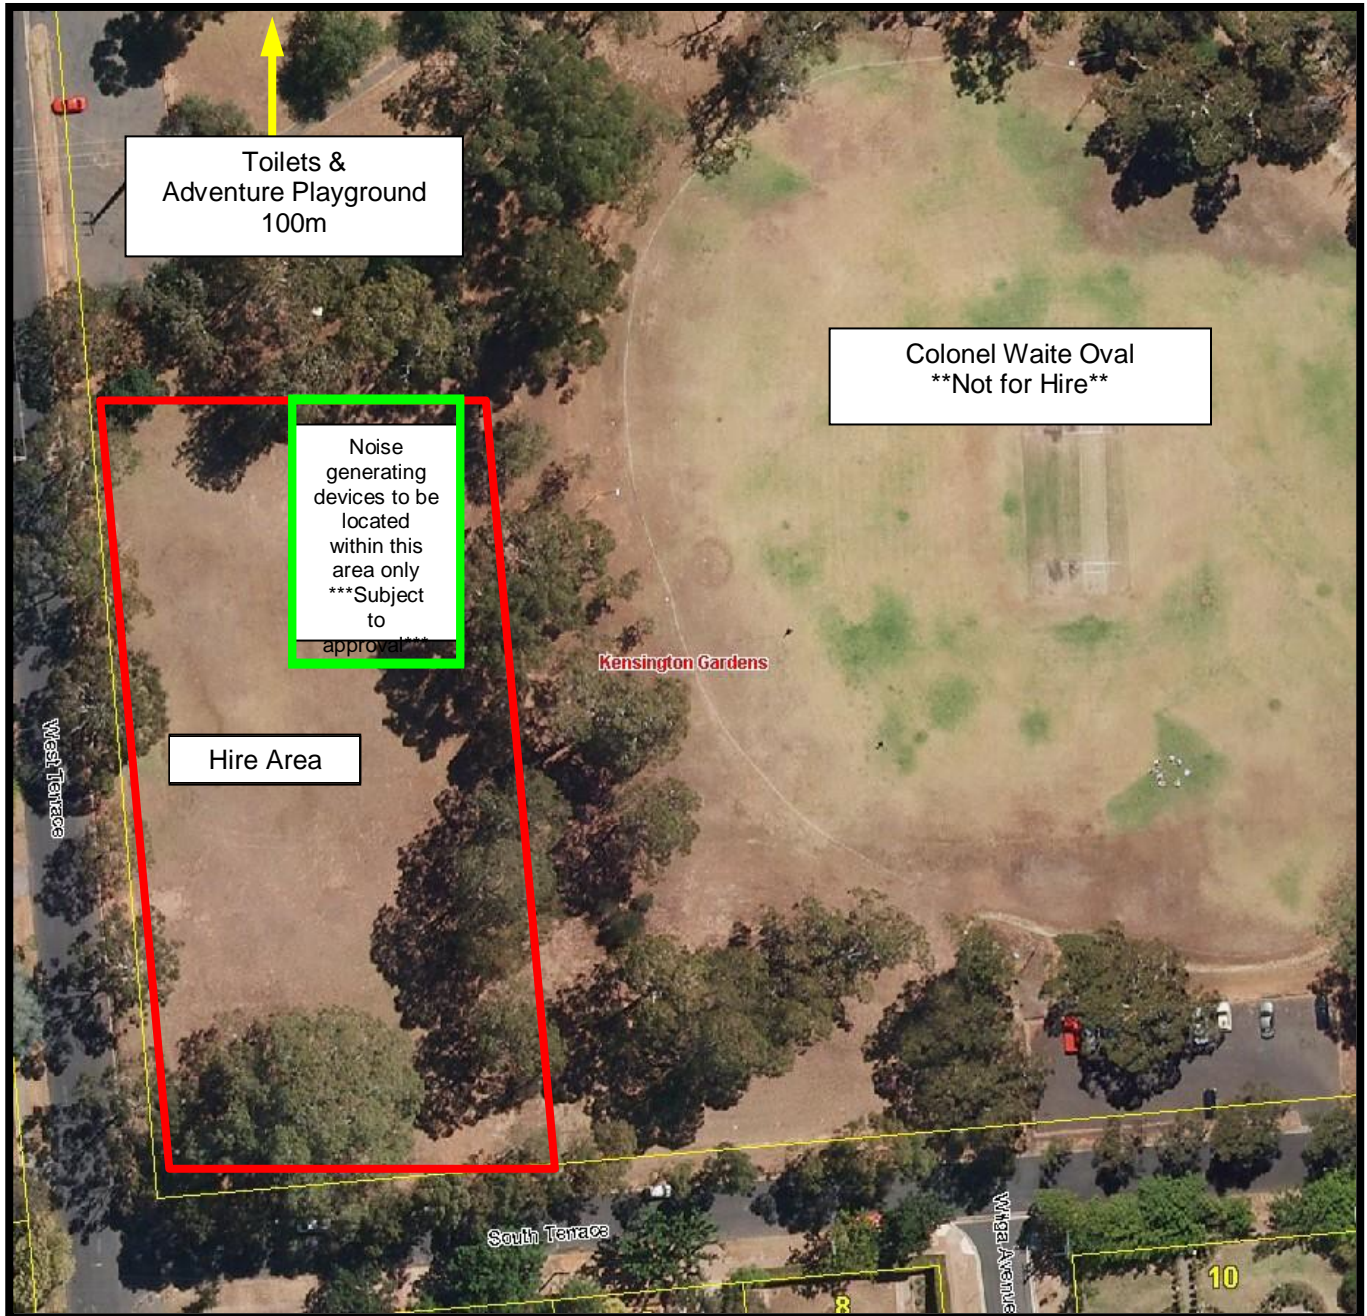 Toilets &
Adventure Playground
100m
Colonel Waite Oval
**Not for Hire**
Noise
generating
devices to be
located
within this
area only
***Subject
to
approval***
Kensington Gardens
Hire Area
West Terrace
South Terrace
Wiga Avenue
8
10